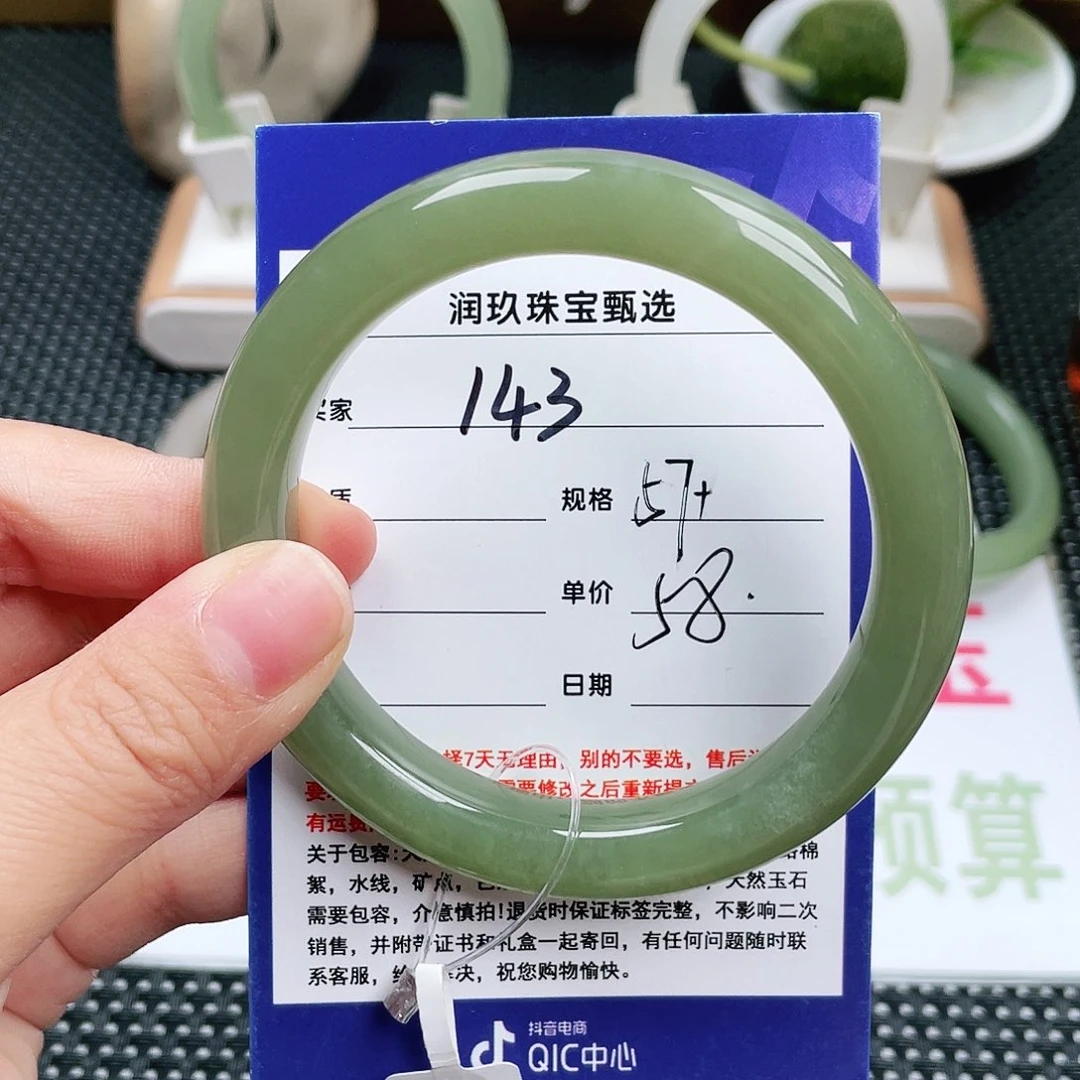 润玖珠宝甄选
家 143
规格 57+
单价 58.
日期
择7天无理由 别的不要选，售后
需要修改之后重新提
有运费
关于包容: 棉
絮，水线，矿点， 天然玉石
需要包容，介意慎拍!退货时保证标签完整，不影响二次
销售，并附带证书和礼盒一起寄回，有任何问题随时联
系客服， 决，祝您购物愉快。
抖音电商
QIC中心
预算